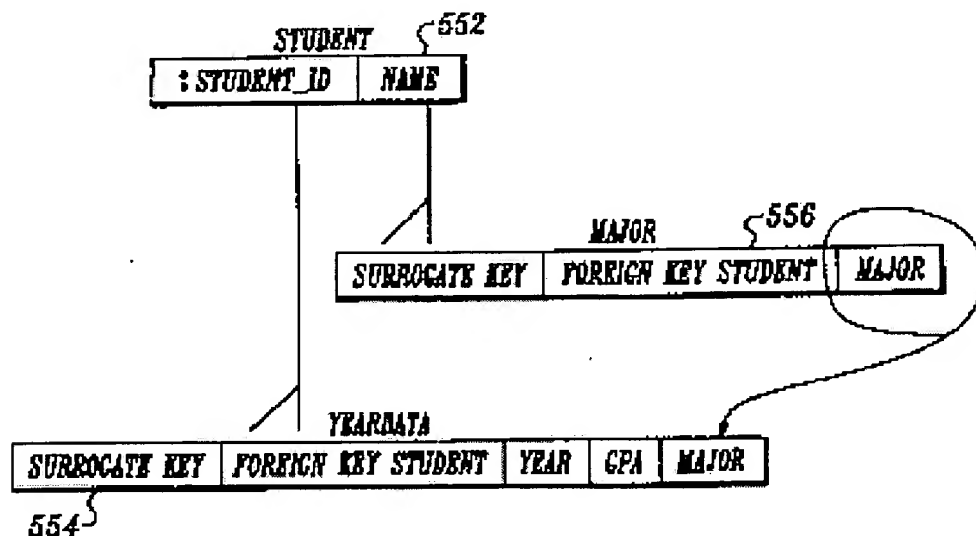 552
STUDENT
:STUDENT_ID NAME
556
MAJOR
SURROGATE KEY FOREIGN KEY STUDENT MAJOR
YEARDATA
SURROGATE KEY FOREIGN KEY STUDENT YEAR GPA MAJOR
554